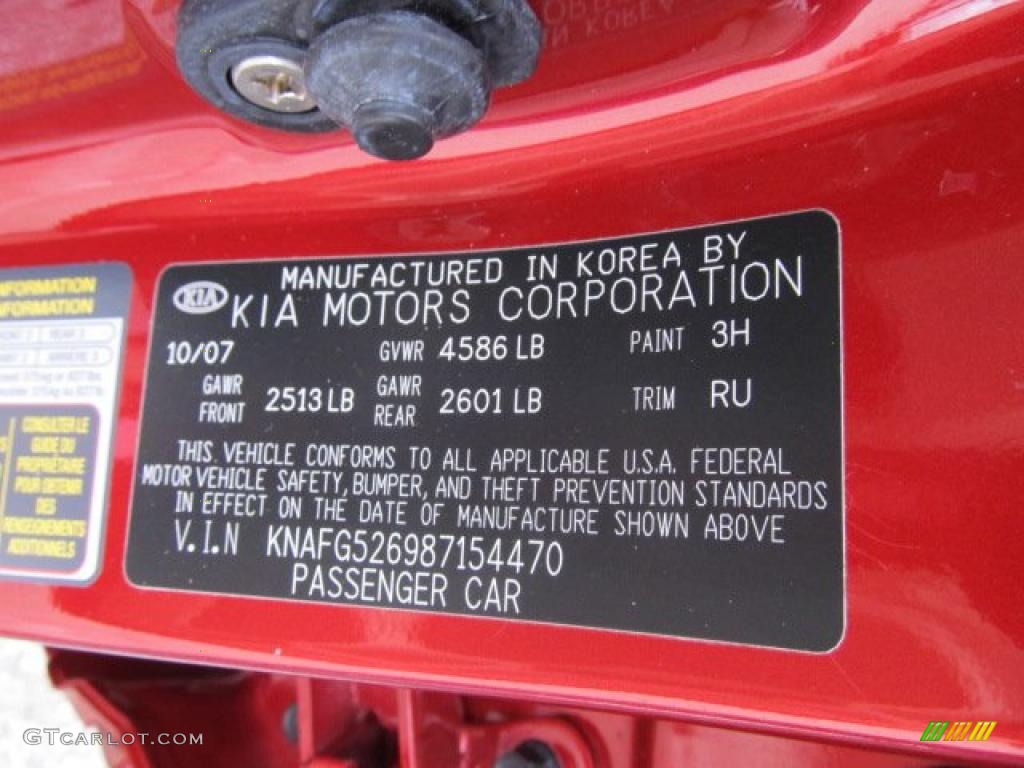 MANUFACTURED IN KOREA BY
KIA
KIA MOTORS CORPORATION
10/07 GVWR 4586 LB PAINT 3H
GAWR FRONT 2513 LB GAWR REAR 2601 LB TRIM RU
THIS VEHICLE CONFORMS TO ALL APPLICABLE U.S.A. FEDERAL
MOTOR VEHICLE SAFETY, BUMPER, AND THEFT PREVENTION STANDARDS
IN EFFECT ON THE DATE OF MANUFACTURE SHOWN ABOVE
V.I.N KNAFG526987154470
PASSENGER CAR
INFORMATION
INFORMATION
CONSULTER LE
GUIDE DU
PROPRIÉTAIRE
POUR OBTENIR
DES
RENSEIGNEMENTS
ADDITIONNELS
GTCARLOT.COM